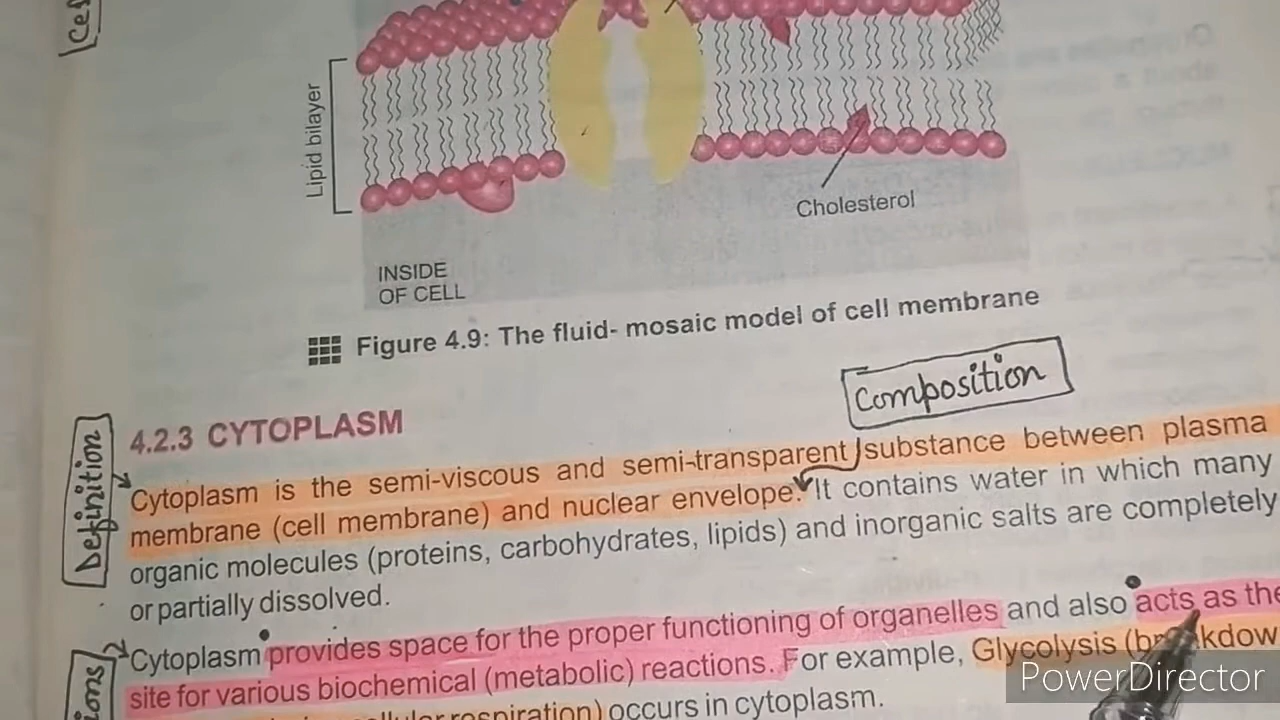 Cel
Lipid bilayer
Cholesterol
INSIDE
OF CELL
Figure 4.9: The fluid- mosaic model of cell membrane
Composition
Definition
4.2.3 CYTOPLASM
Cytoplasm is the semi-viscous and semi-transparent substance between plasma
membrane (cell membrane) and nuclear envelope. It contains water in which many
organic molecules (proteins, carbohydrates, lipids) and inorganic salts are completely
or partially dissolved.
Cytoplasm provides space for the proper functioning of organelles and also acts as the
site for various biochemical (metabolic) reactions. For example, Glycolysis
respiration) occurs in cytoplasm.
PowerDirector